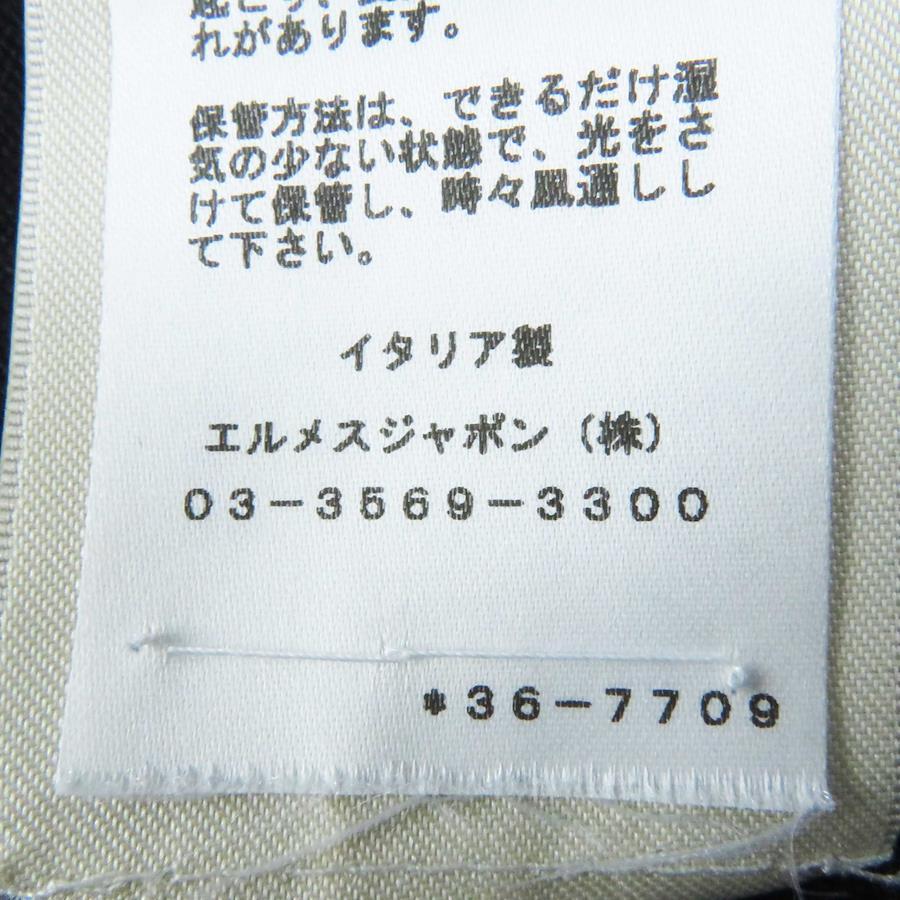 れがあります。
保管方法は、できるだけ湿
気の少ない状態で、光をさ
けて保管し、時々風通しし
て下さい。
イタリア製
エルメスジャポン（株）
03-3569-3300
*36-7709